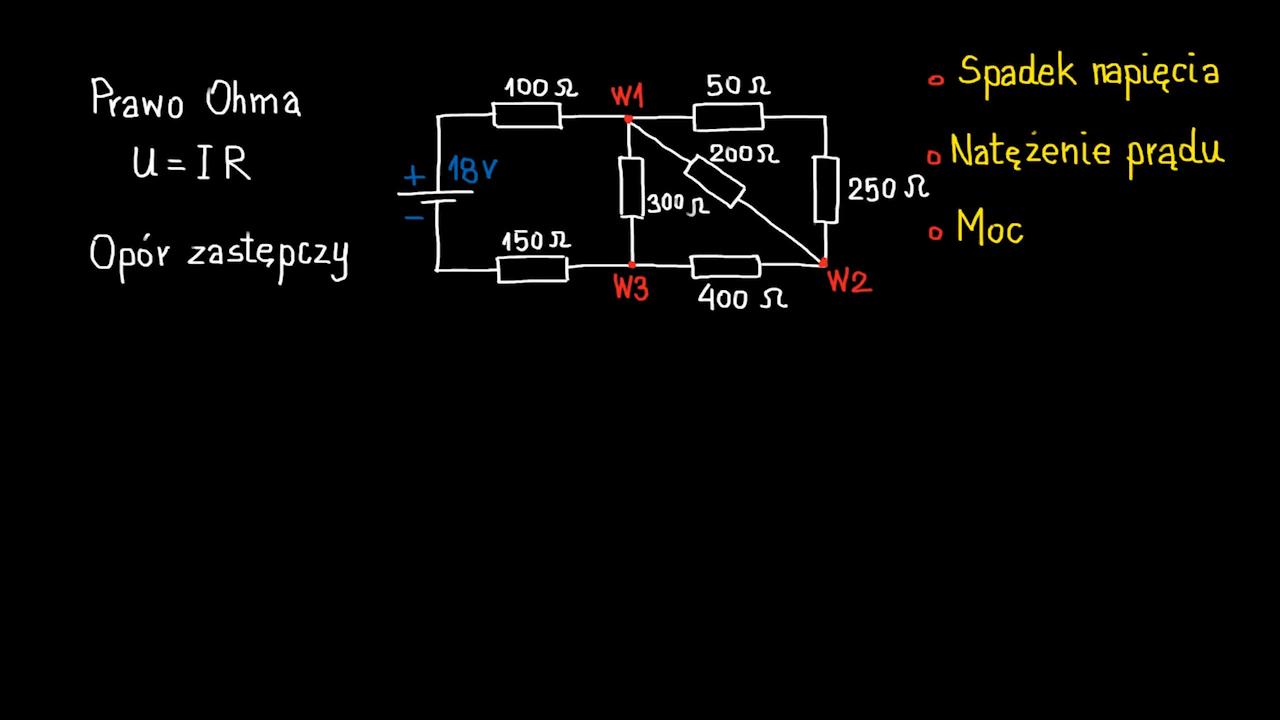 Prawo Ohma
U = I R
Opór zastępczy
100 Ω
W1
50 Ω
+
18V
-
200 Ω
300 Ω
250 Ω
150 Ω
W3
400 Ω
W2
Spadek napięcia
Natężenie prądu
Moc